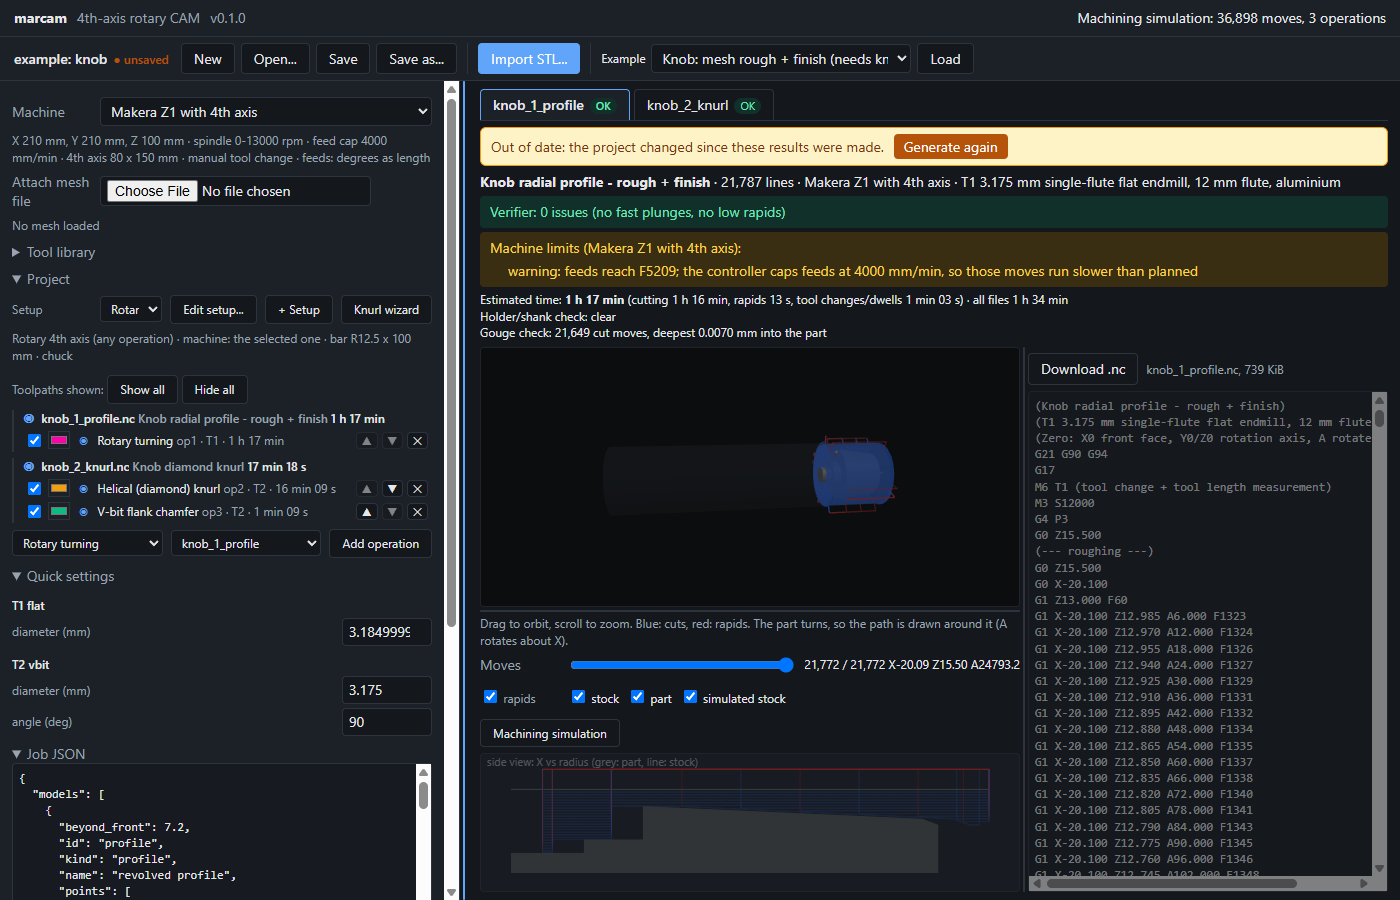 marcam 4th-axis rotary CAM v0.1.0
Machining simulation: 36,898 moves, 3 operations
example: knob ● unsaved New Open... Save Save as... Import STL... Example Knob: mesh rough + finish (needs kn Load
Machine Makera Z1 with 4th axis
X 210 mm, Y 210 mm, Z 100 mm · spindle 0-13000 rpm · feed cap 4000
mm/min · 4th axis 80 x 150 mm · manual tool change · feeds: degrees as length
Attach mesh
file
Choose File No file chosen
No mesh loaded
Tool library
Project
Setup Rotar Edit setup... + Setup Knurl wizard
Rotary 4th axis (any operation) · machine: the selected one · bar R12.5 x 100
mm · chuck
Toolpaths shown: Show all Hide all
knob_1_profile.nc Knob radial profile - rough + finish 1 h 17 min
Rotary turning op1 · T1 · 1 h 17 min
knob_2_knurl.nc Knob diamond knurl 17 min 18 s
Helical (diamond) knurl op2 · T2 · 16 min 09 s
V-bit flank chamfer op3 · T2 · 1 min 09 s
Rotary turning knob_1_profile Add operation
Quick settings
T1 flat
diameter (mm) 3.1849999
T2 vbit
diameter (mm) 3.175
angle (deg) 90
Job JSON
{
"models": [
{
"beyond_front": 7.2,
"id": "profile",
"kind": "profile",
"name": "revolved profile",
"points": [
knob_1_profile OK knob_2_knurl OK
Out of date: the project changed since these results were made. Generate again
Knob radial profile - rough + finish · 21,787 lines · Makera Z1 with 4th axis · T1 3.175 mm single-flute flat endmill, 12 mm flute, aluminium
Verifier: 0 issues (no fast plunges, no low rapids)
Machine limits (Makera Z1 with 4th axis):
warning: feeds reach F5209; the controller caps feeds at 4000 mm/min, so those moves run slower than planned
Estimated time: 1 h 17 min (cutting 1 h 16 min, rapids 13 s, tool changes/dwells 1 min 03 s) · all files 1 h 34 min
Holder/shank check: clear
Gouge check: 21,649 cut moves, deepest 0.0070 mm into the part
Drag to orbit, scroll to zoom. Blue: cuts, red: rapids. The part turns, so the path is drawn around it (A
rotates about X).
Moves 21,772 / 21,772 X-20.09 Z15.50 A24793.2
rapids stock part simulated stock
Machining simulation
side view: X vs radius (grey: part, line: stock)
Download .nc knob_1_profile.nc, 739 KiB
(Knob radial profile - rough + finish)
(T1 3.175 mm single-flute flat endmill, 12 mm flute
(Zero: X0 front face, Y0/Z0 rotation axis, A rotate
G21 G90 G94
G17
M6 T1 (tool change + tool length measurement)
M3 S12000
G4 P3
G0 Z15.500
(--- roughing ---)
G0 Z15.500
G0 X-20.100
G1 Z13.000 F60
G1 X-20.100 Z12.985 A6.000 F1323
G1 X-20.100 Z12.970 A12.000 F1324
G1 X-20.100 Z12.955 A18.000 F1326
G1 X-20.100 Z12.940 A24.000 F1327
G1 X-20.100 Z12.925 A30.000 F1329
G1 X-20.100 Z12.910 A36.000 F1331
G1 X-20.100 Z12.895 A42.000 F1332
G1 X-20.100 Z12.880 A48.000 F1334
G1 X-20.100 Z12.865 A54.000 F1335
G1 X-20.100 Z12.850 A60.000 F1337
G1 X-20.100 Z12.835 A66.000 F1338
G1 X-20.100 Z12.820 A72.000 F1340
G1 X-20.100 Z12.805 A78.000 F1341
G1 X-20.100 Z12.790 A84.000 F1343
G1 X-20.100 Z12.775 A90.000 F1345
G1 X-20.100 Z12.760 A96.000 F1346
G1 X-20.100 Z12.745 A102.000 F1348